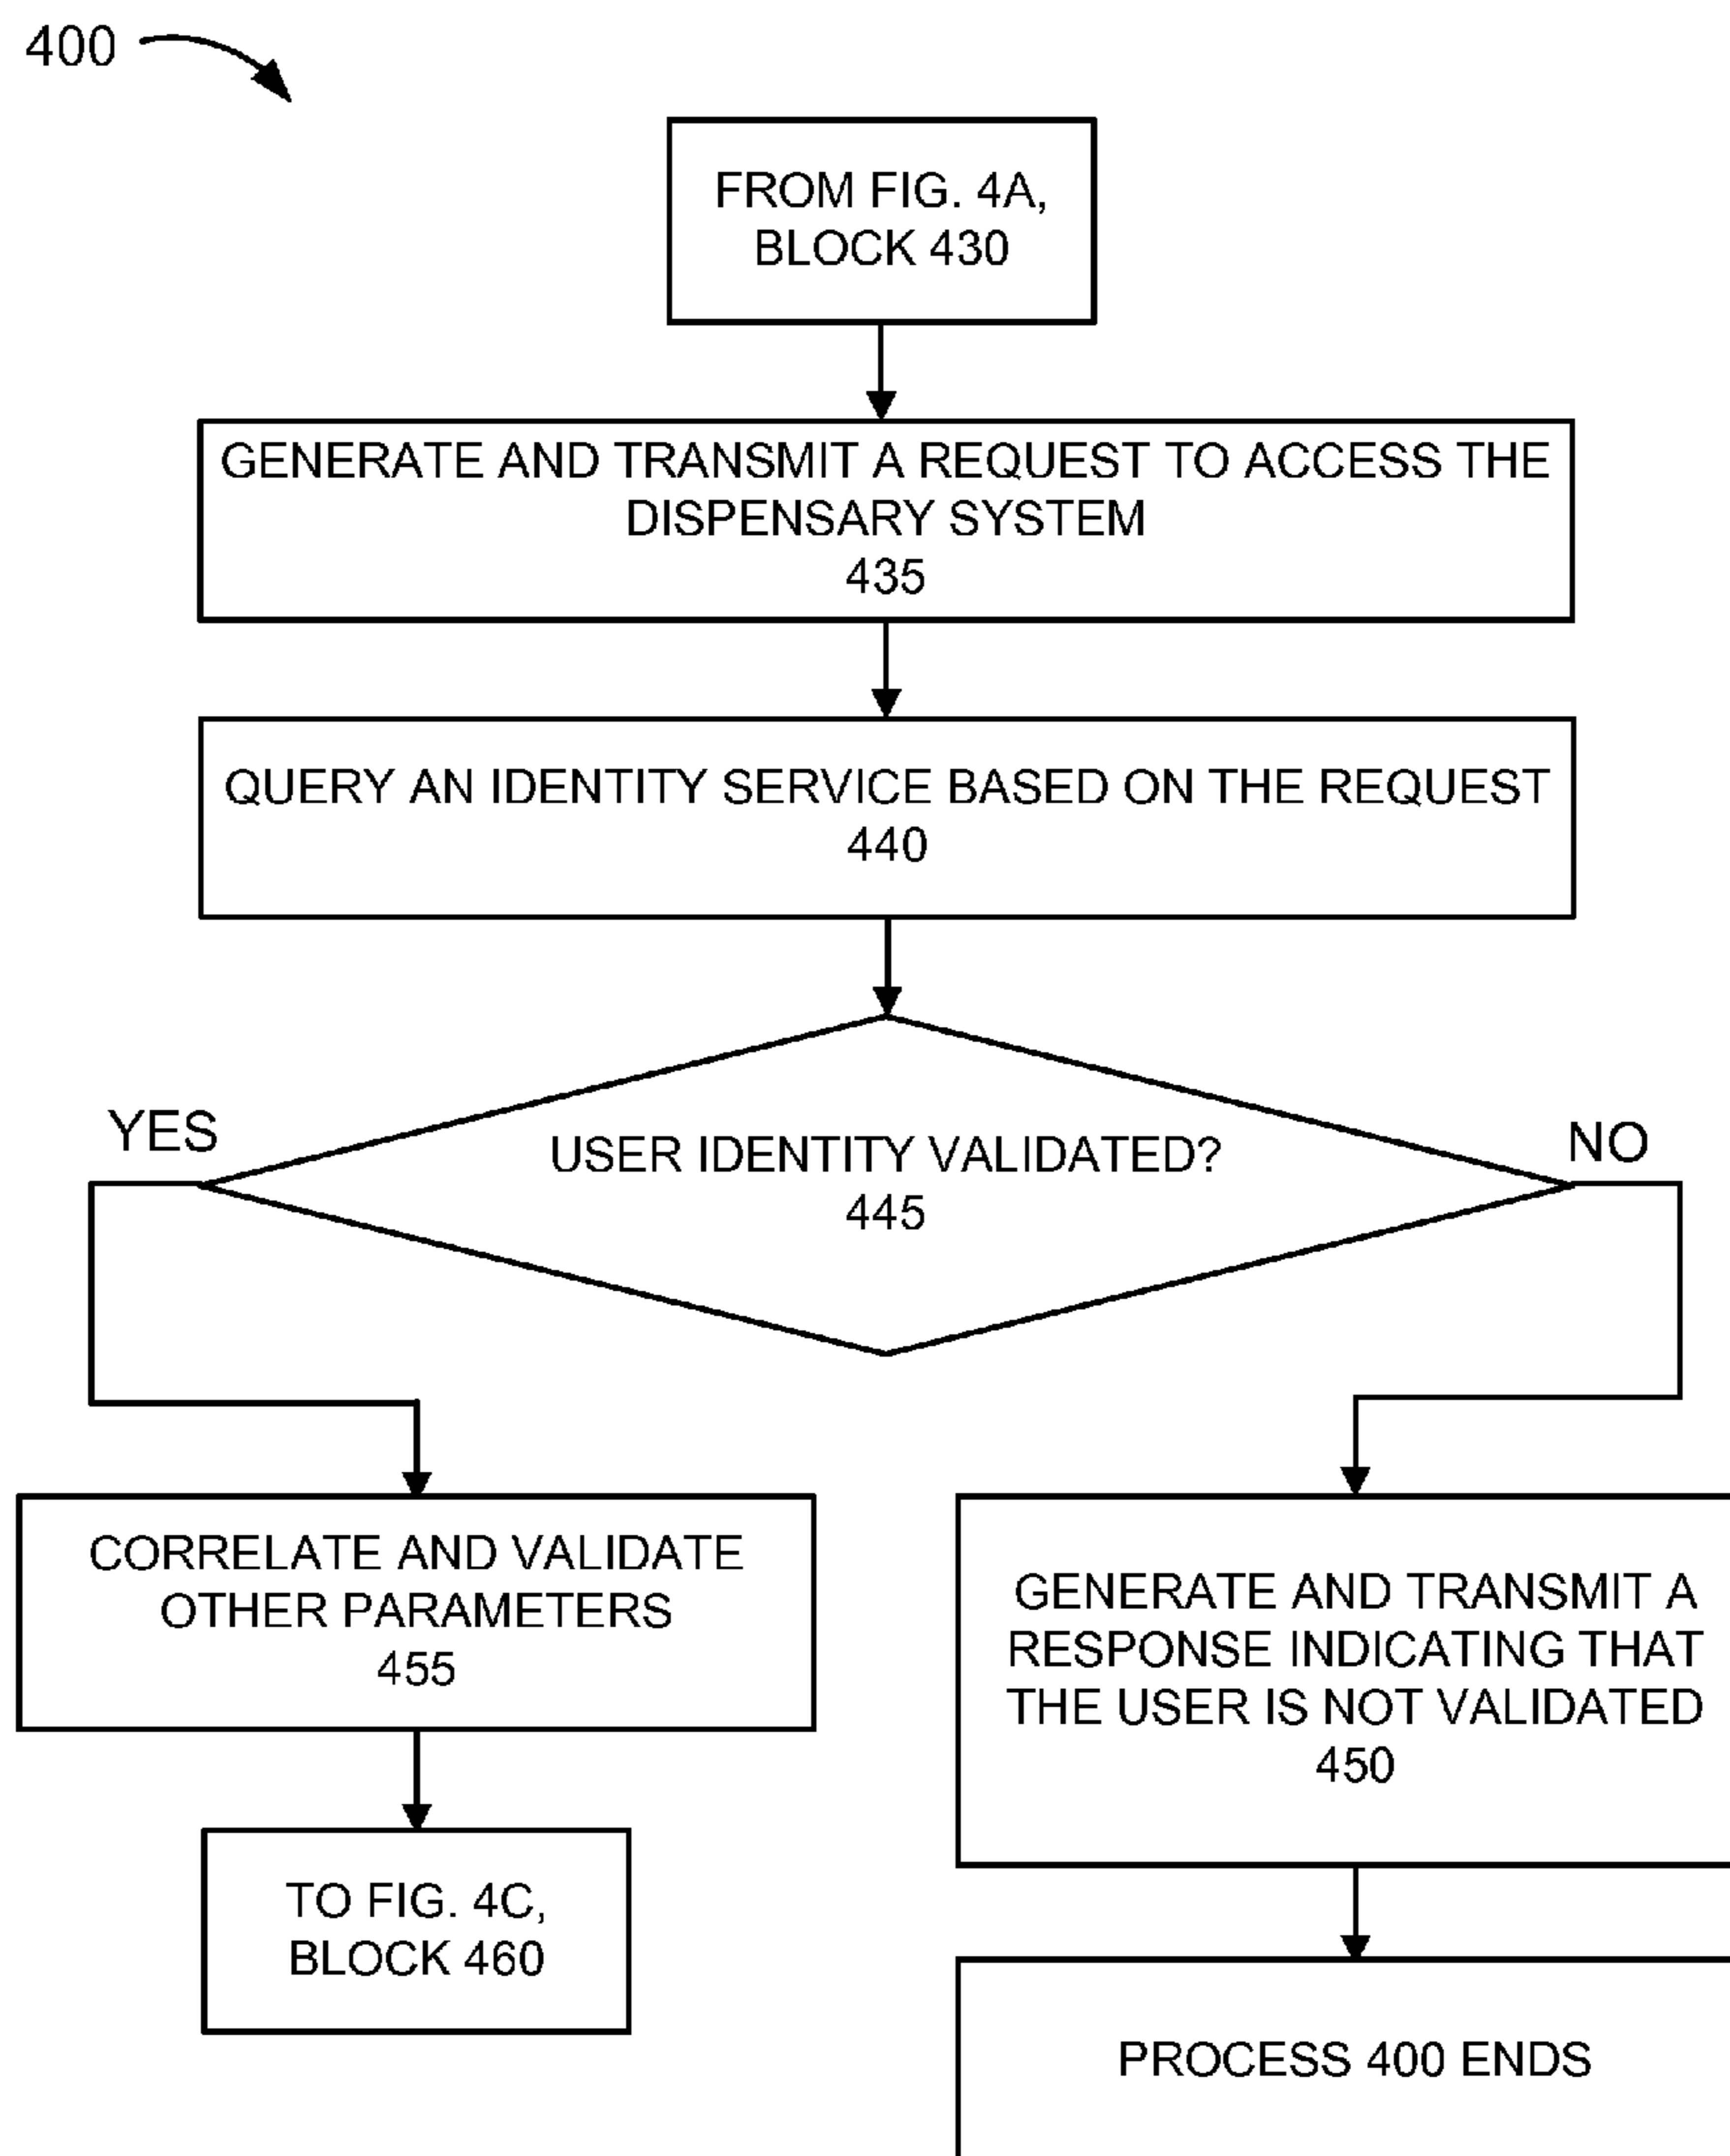 400
FROM FIG. 4A,
BLOCK 430
GENERATE AND TRANSMIT A REQUEST TO ACCESS THE
DISPENSARY SYSTEM
435
QUERY AN IDENTITY SERVICE BASED ON THE REQUEST
440
YES
USER IDENTITY VALIDATED?
445
NO
CORRELATE AND VALIDATE
OTHER PARAMETERS
455
GENERATE AND TRANSMIT A
RESPONSE INDICATING THAT
THE USER IS NOT VALIDATED
450
TO FIG. 4C,
BLOCK 460
PROCESS 400 ENDS